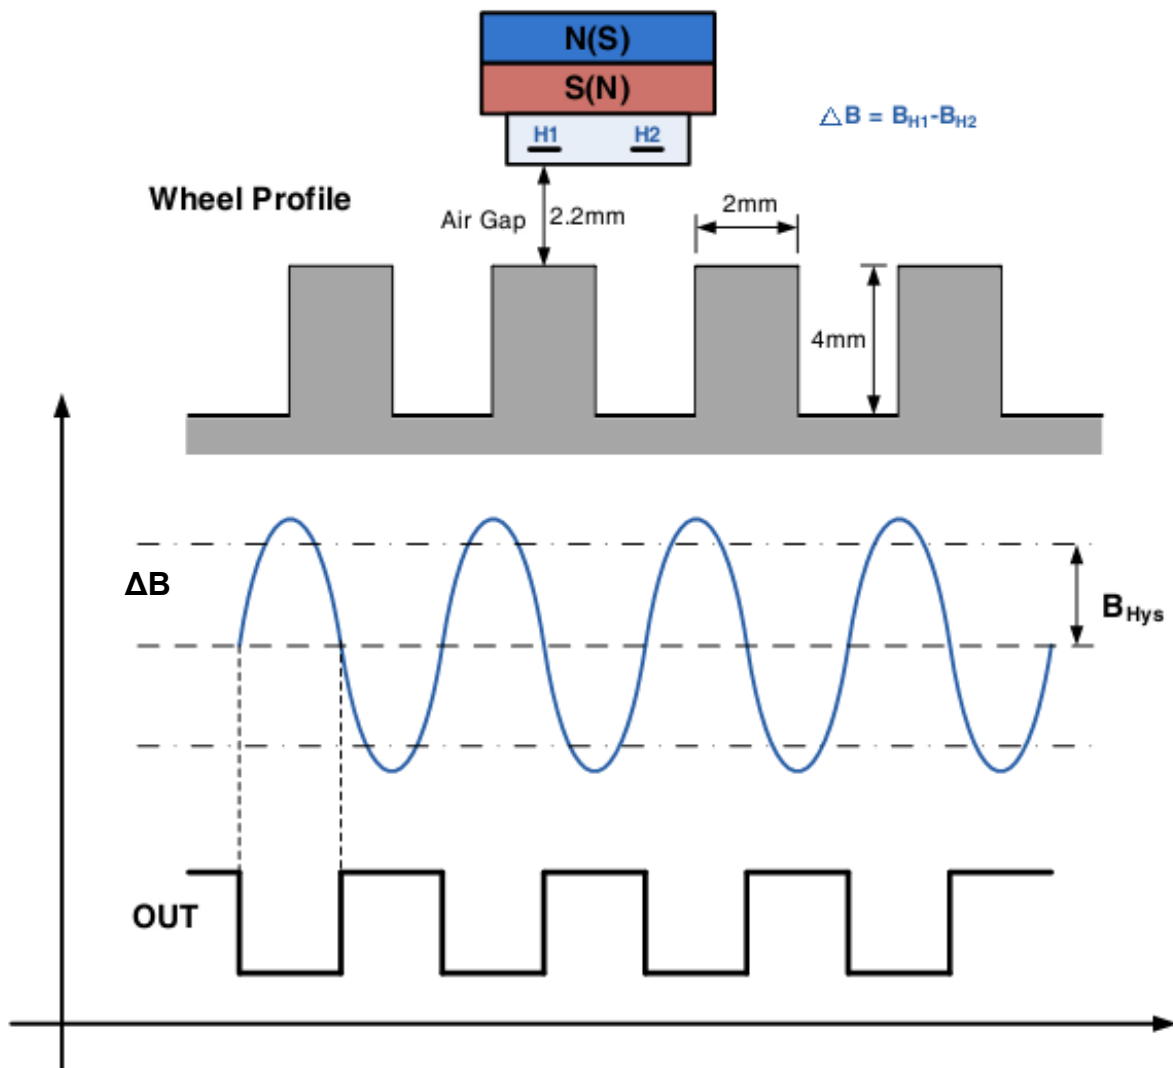 N(S)
S(N)
H1 H2
△B = BH1-BH2
Wheel Profile
Air Gap 2.2mm
2mm
4mm
ΔB
BHys
OUT